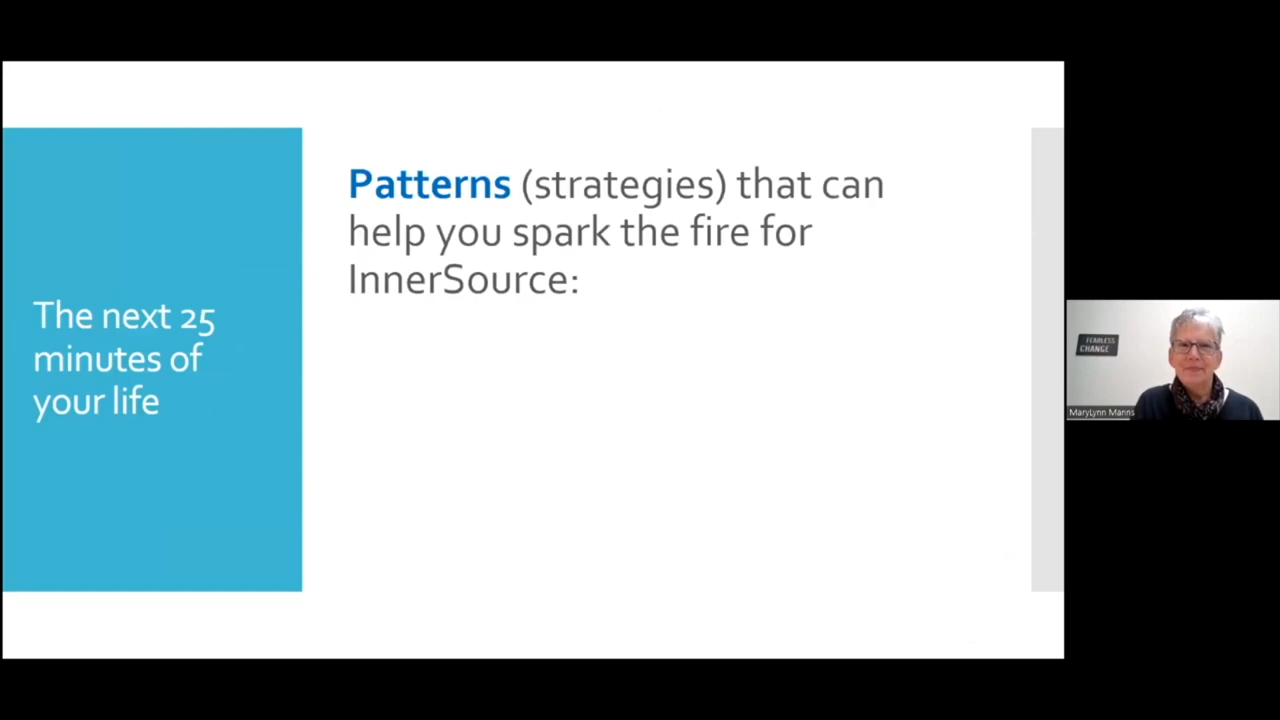 The next 25
minutes of
your life
Patterns (strategies) that can
help you spark the fire for
InnerSource:
FEARLESS
CHANGE
MaryLynn Manns